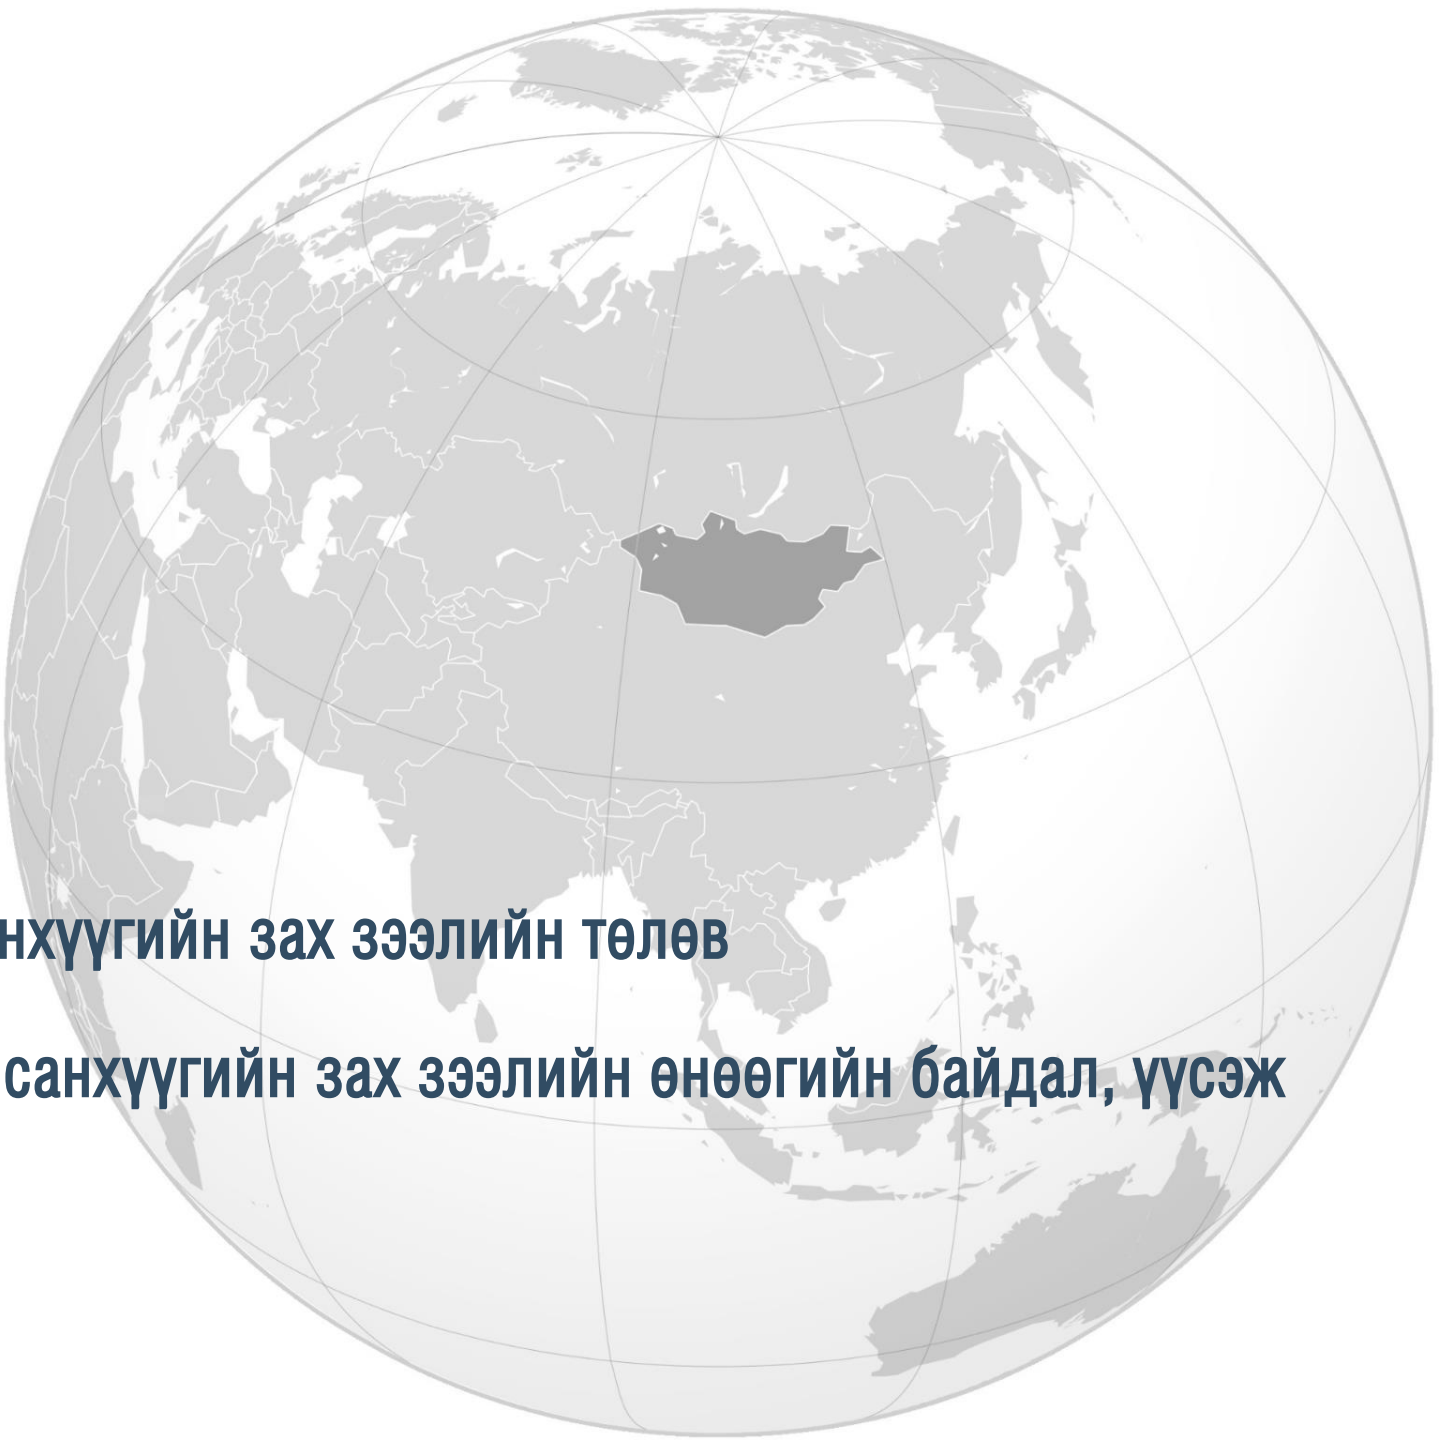 нхүүгийн зах зээлийн төлөв
санхүүгийн зах зээлийн өнөөгийн байдал, үүсэж